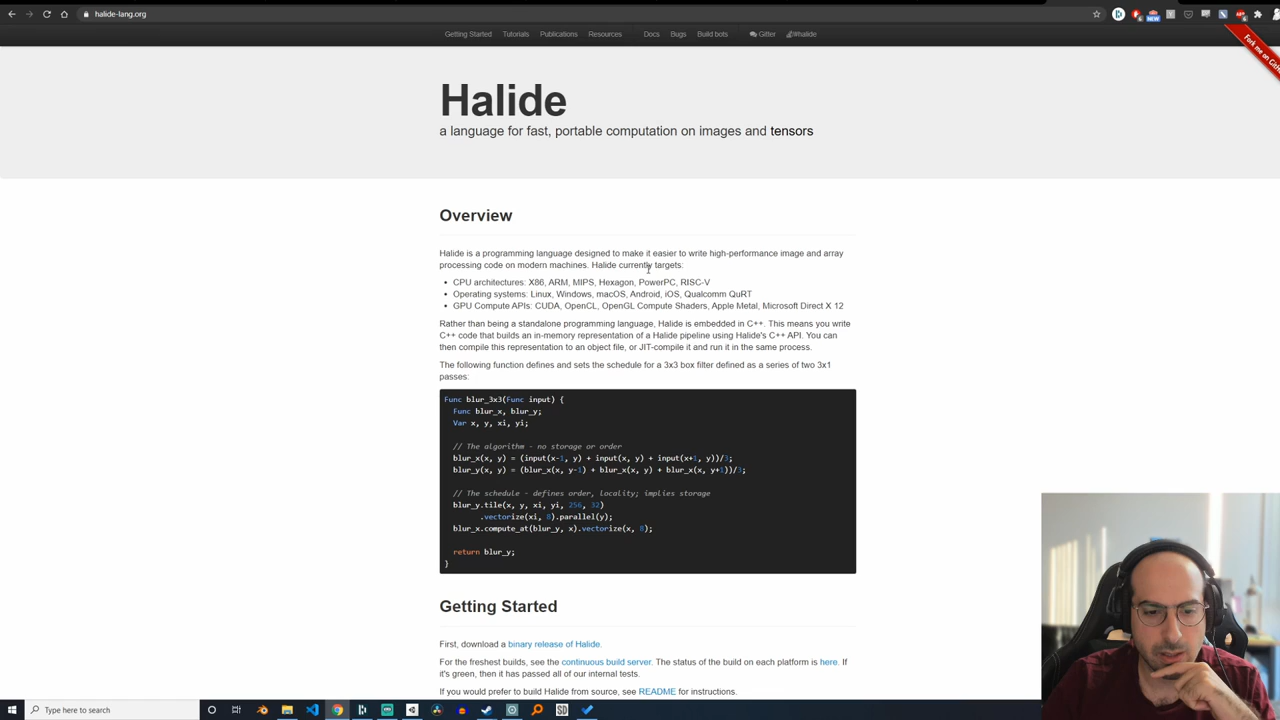 halide-lang.org
Getting Started Tutorials Publications Resources Docs Bugs Build bots Gitter #halide
Fork me on GitH
Halide
a language for fast, portable computation on images and tensors
Overview
Halide is a programming language designed to make it easier to write high-performance image and array
processing code on modern machines. Halide currently targets:
• CPU architectures: X86, ARM, MIPS, Hexagon, PowerPC, RISC-V
• Operating systems: Linux, Windows, macOS, Android, iOS, Qualcomm QuRT
• GPU Compute APIs: CUDA, OpenCL, OpenGL Compute Shaders, Apple Metal, Microsoft Direct X 12
Rather than being a standalone programming language, Halide is embedded in C++. This means you write
C++ code that builds an in-memory representation of a Halide pipeline using Halide's C++ API. You can
then compile this representation to an object file, or JIT-compile it and run it in the same process.
The following function defines and sets the schedule for a 3x3 box filter defined as a series of two 3x1
passes:
Func blur_3x3(Func input) {
Func blur_x, blur_y;
Var x, y, xi, yi;
// The algorithm - no storage or order
blur_x(x, y) = (input(x-1, y) + input(x, y) + input(x+1, y))/3;
blur_y(x, y) = (blur_x(x, y-1) + blur_x(x, y) + blur_x(x, y+1))/3;
// The schedule - defines order, locality; implies storage
blur_y.tile(x, y, xi, yi, 256, 32)
.vectorize(xi, 8).parallel(y);
blur_x.compute_at(blur_y, x).vectorize(x, 8);
return blur_y;
}
Getting Started
First, download a binary release of Halide.
For the freshest builds, see the continuous build server. The status of the build on each platform is here. If
it's green, then it has passed all of our internal tests.
If you would prefer to build Halide from source, see README for instructions.
Type here to search